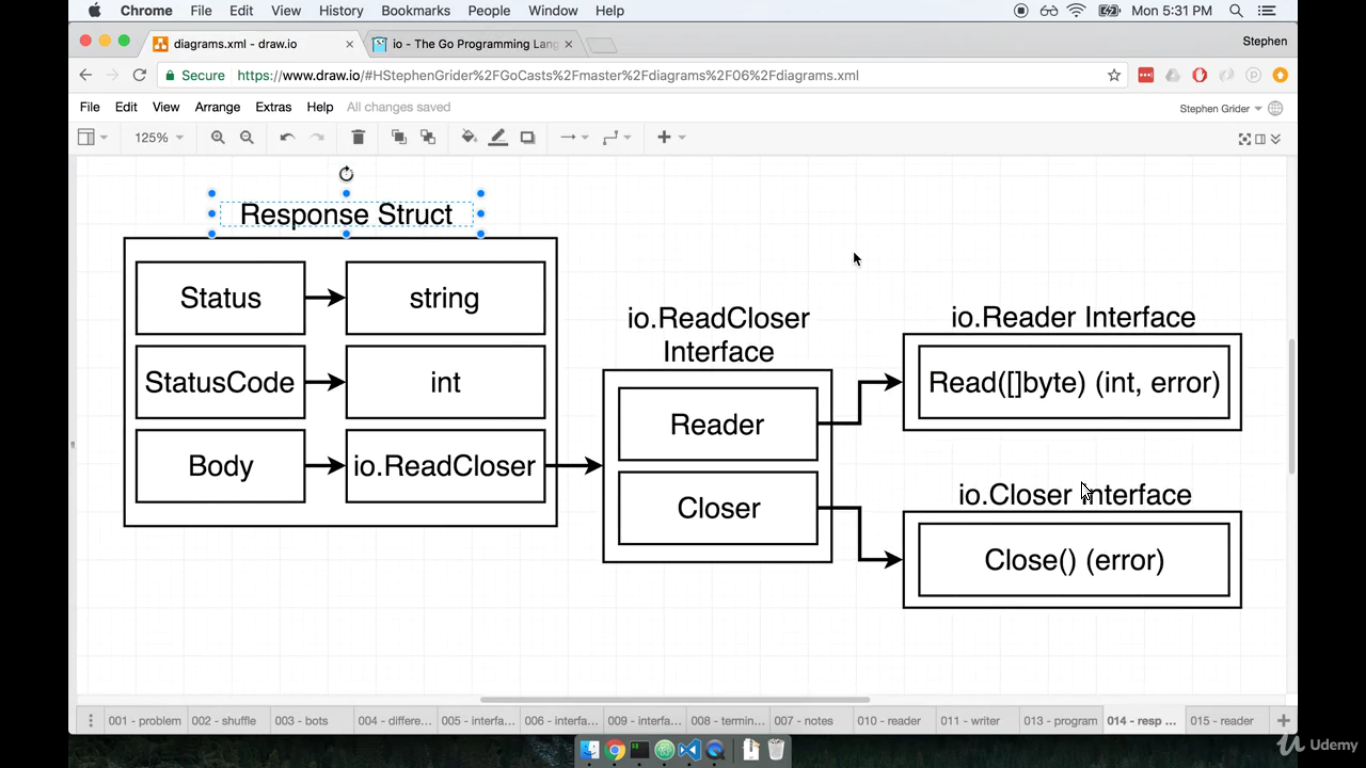 Chrome File Edit View History Bookmarks People Window Help Mon 5:31 PM
diagrams.xml - draw.io io - The Go Programming Lang Stephen
Secure https://www.draw.io/#HStephenGrider%2FGoCasts%2Fmaster%2Fdiagrams%2F06%2Fdiagrams.xml
File Edit View Arrange Extras Help All changes saved Stephen Grider
125%
Response Struct
Status string
StatusCode int
Body io.ReadCloser
io.ReadCloser
Interface
Reader
Closer
io.Reader Interface
Read([]byte) (int, error)
io.Closer Interface
Close() (error)
001 - problem 002 - shuffle 003 - bots 004 - differe... 005 - interfa... 006 - interfa... 009 - interfa... 008 - termin... 007 - notes 010 - reader 011 - writer 013 - program 014 - resp ... 015 - reader
Udemy